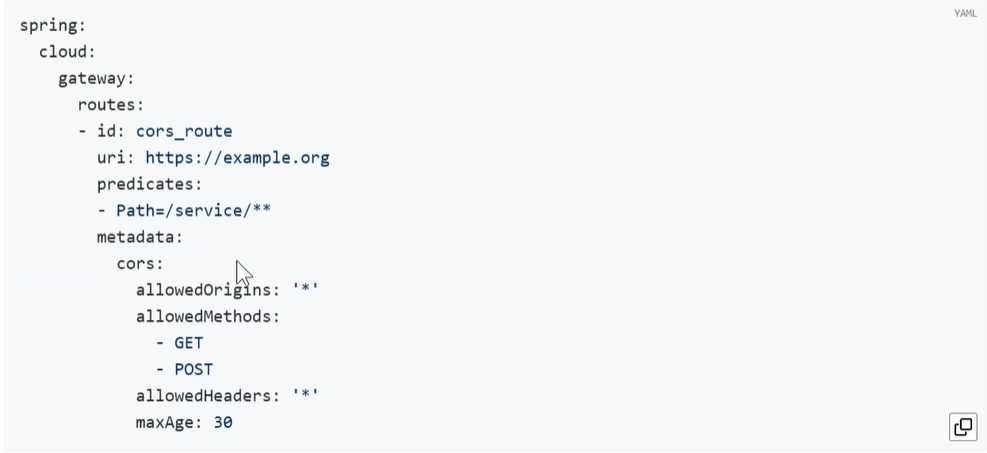 YAML
spring:
  cloud:
    gateway:
      routes:
      - id: cors_route
        uri: https://example.org
        predicates:
        - Path=/service/**
        metadata:
          cors:
            allowedOrigins: '*'
            allowedMethods:
              - GET
              - POST
            allowedHeaders: '*'
            maxAge: 30